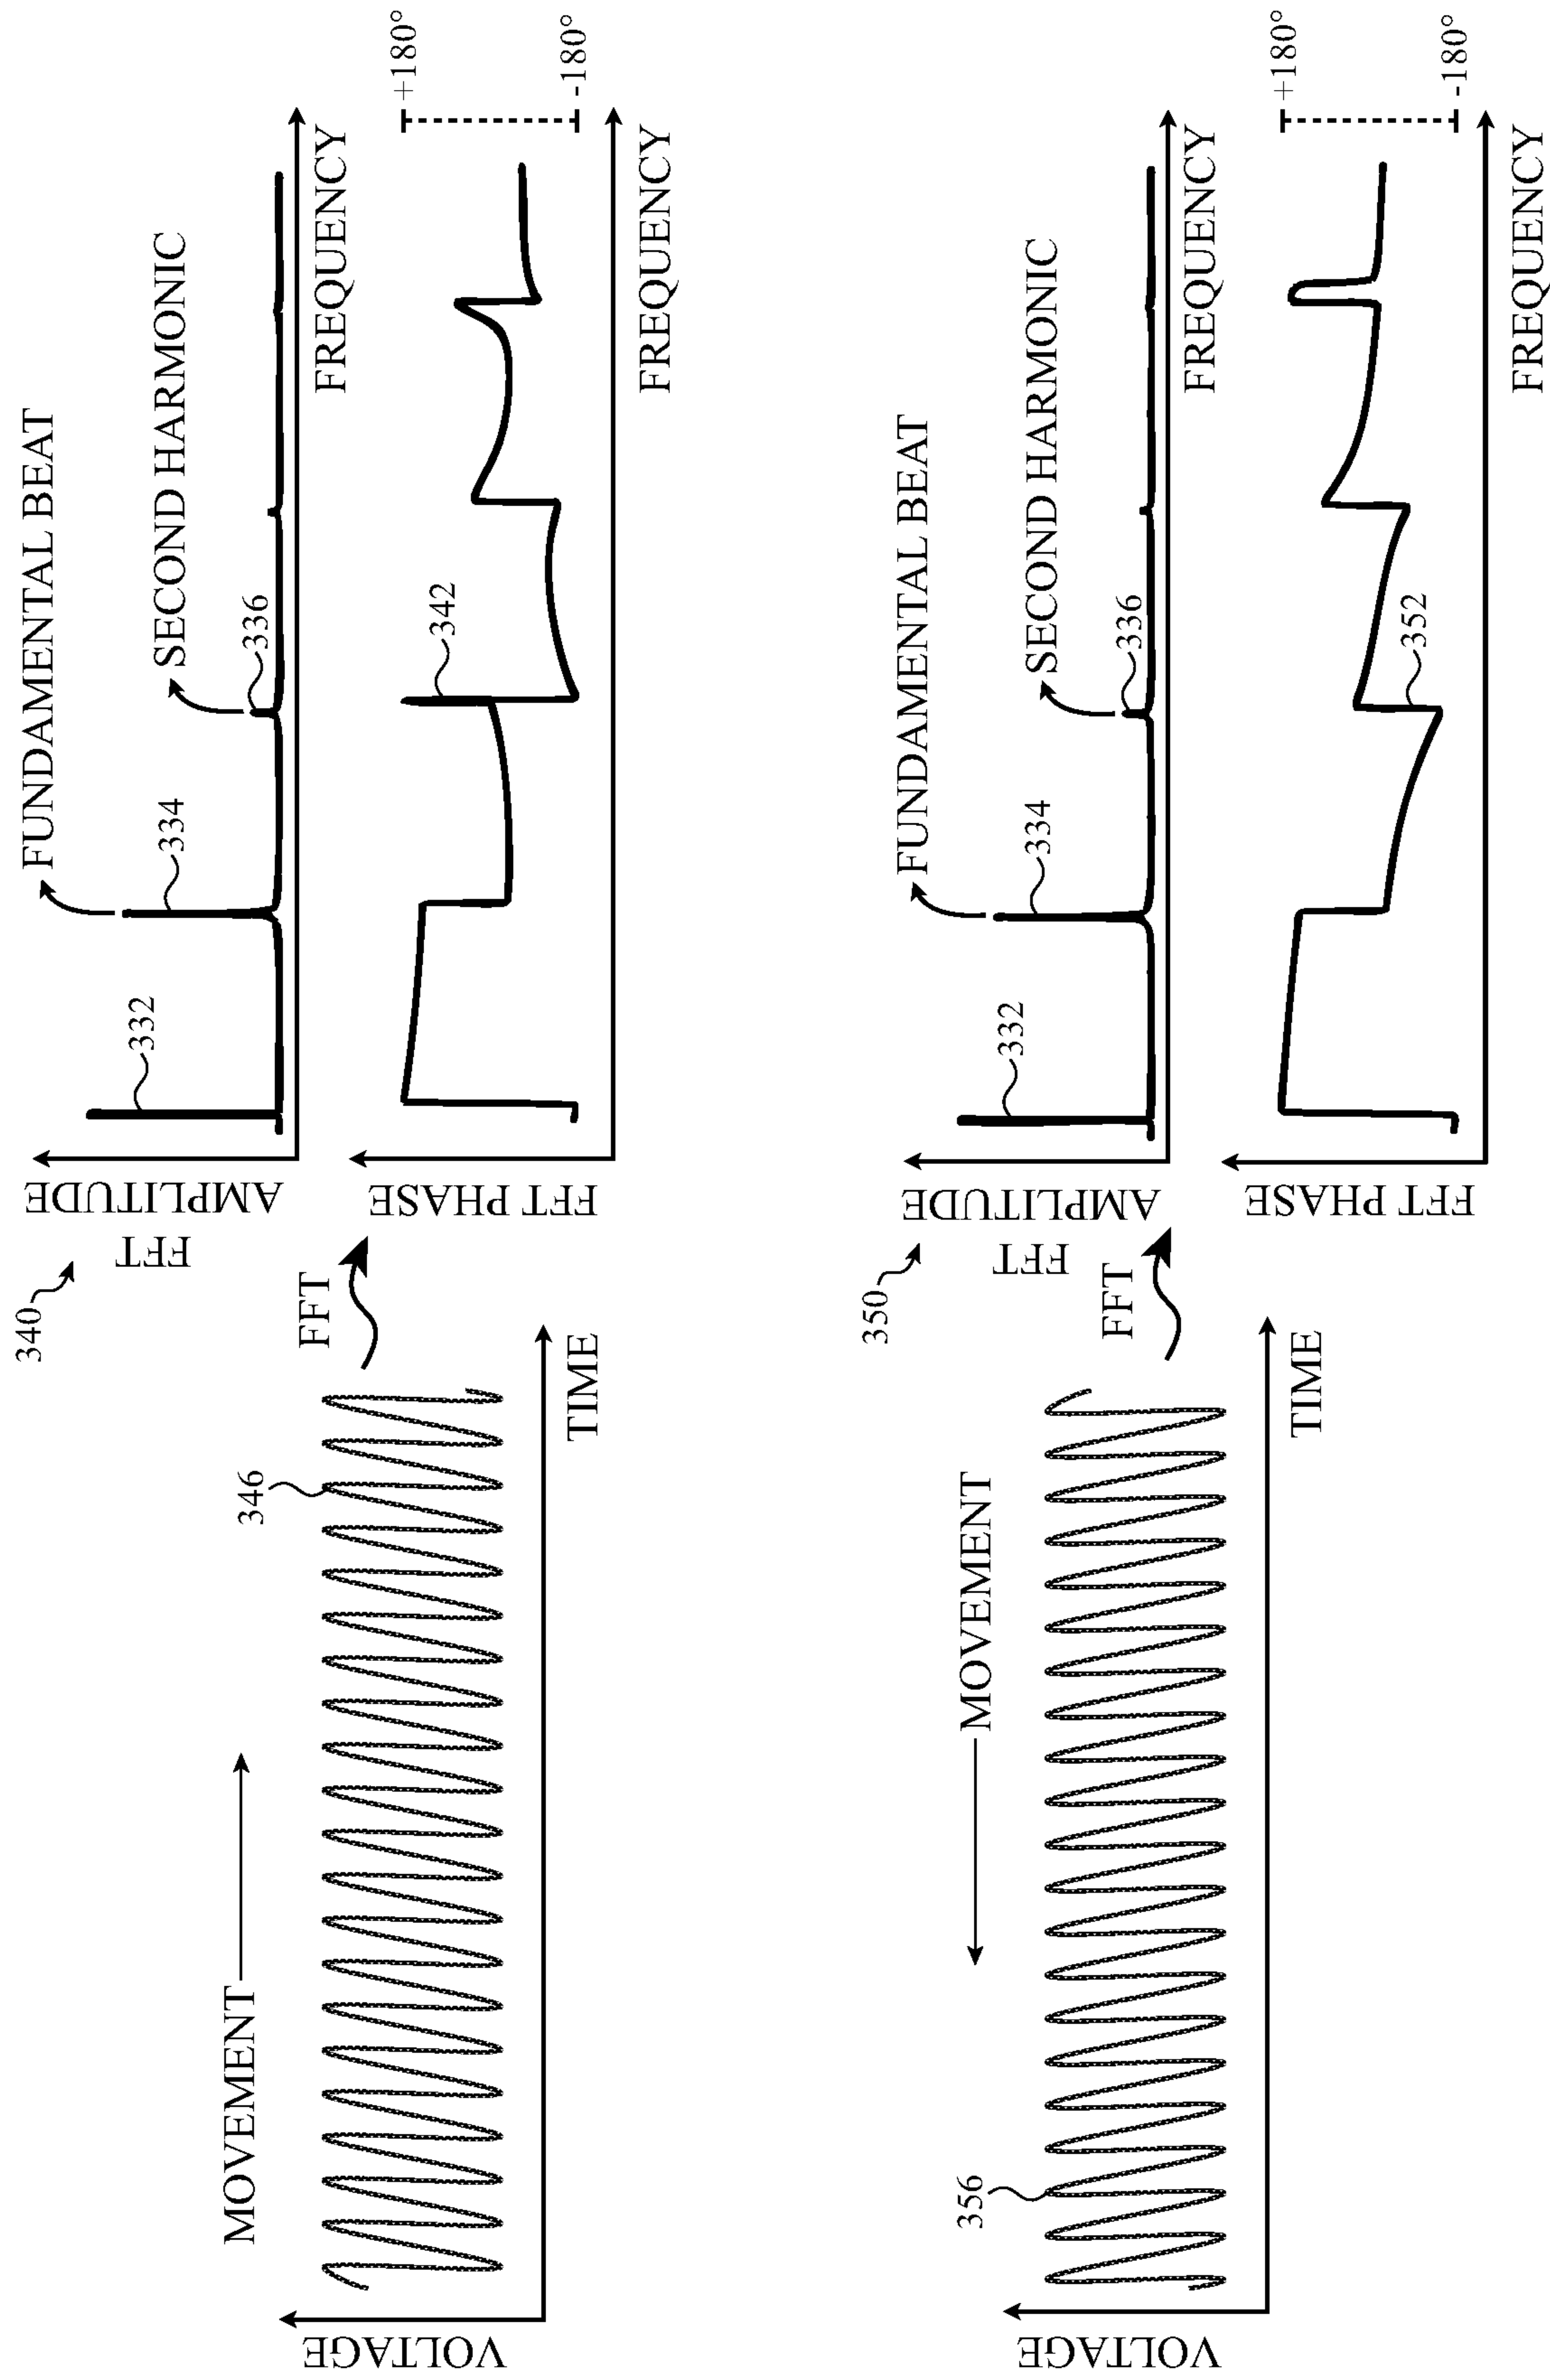 340
MOVEMENT
346
VOLTAGE
TIME
FFT
FFT
AMPLITUDE
332
334
FUNDAMENTAL BEAT
336
SECOND HARMONIC
FREQUENCY
FFT PHASE
342
+180°
-180°
FREQUENCY
350
MOVEMENT
356
VOLTAGE
TIME
FFT
FFT
AMPLITUDE
332
334
FUNDAMENTAL BEAT
336
SECOND HARMONIC
FREQUENCY
FFT PHASE
352
+180°
-180°
FREQUENCY